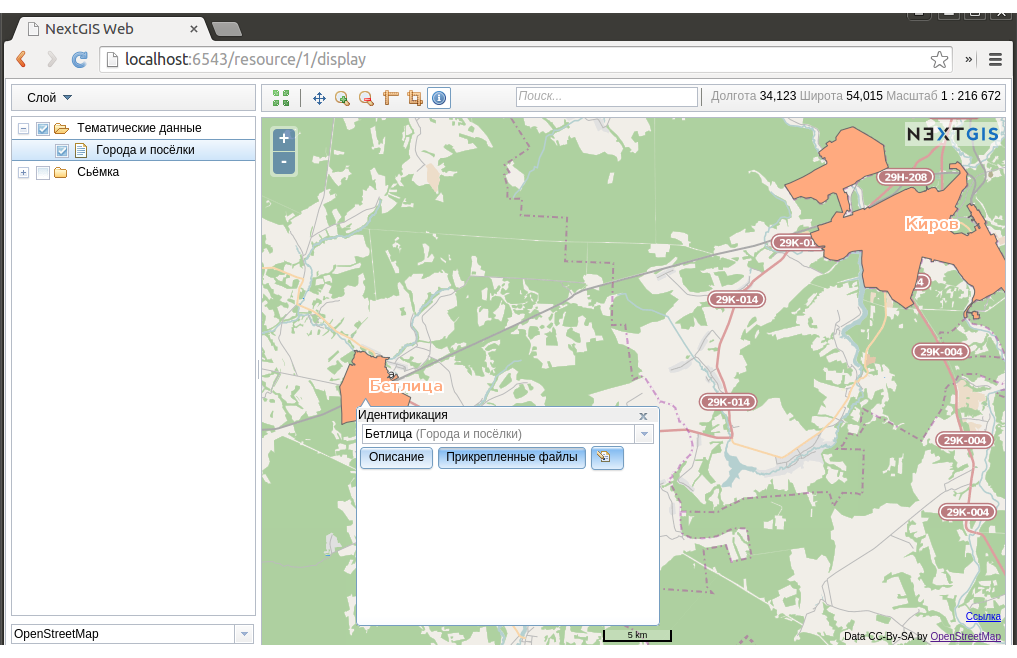 NextGIS Web
localhost:6543/resource/1/display
Слой
Поиск...
Долгота 34,123 Широта 54,015 Масштаб 1 : 216 672
Тематические данные
Города и посёлки
Съёмка
+
-
NEXTGIS
29Н-208
Киров
29К-01
4
29К-014
29К-004
Бетлица
29К-014
Идентификация
x
Бетлица (Города и посёлки)
Описание
Прикрепленные файлы
29К-004
29К-004
Ссылка
OpenStreetMap
5 km
Data CC-By-SA by OpenStreetMap